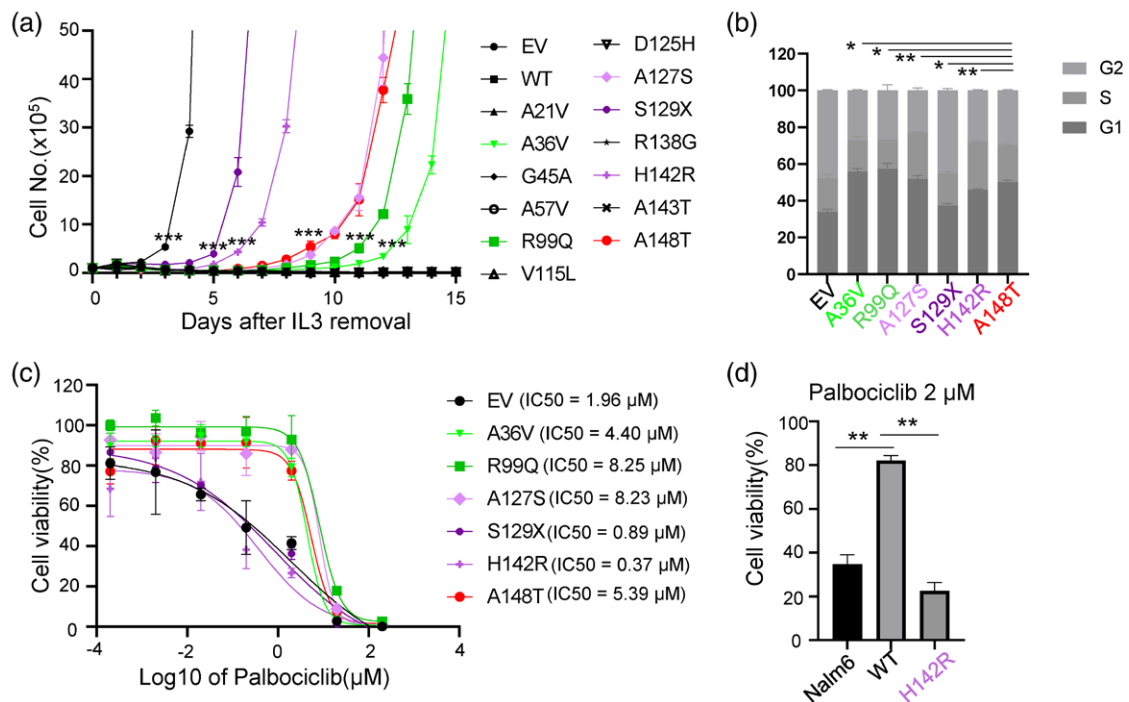 (a)
Cell No.(x10⁵)
50
40
30
20
10
0
0 5 10 15
Days after IL3 removal
***
***
***
***
***
***
EV
WT
A21V
A36V
G45A
A57V
R99Q
V115L
D125H
A127S
S129X
R138G
H142R
A143T
A148T
(b)
* * ** * **
120
100
80
60
40
20
0
EV A36V R99Q A127S S129X H142R A148T
G2
S
G1
(c)
Cell viability(%)
120
100
80
60
40
20
0
-4 -2 0 2 4
Log10 of Palbociclib(µM)
EV (IC50 = 1.96 µM)
A36V (IC50 = 4.40 µM)
R99Q (IC50 = 8.25 µM)
A127S (IC50 = 8.23 µM)
S129X (IC50 = 0.89 µM)
H142R (IC50 = 0.37 µM)
A148T (IC50 = 5.39 µM)
(d)
Palbociclib 2 µM
Cell viability(%)
100
80
60
40
20
0
** **
Nalm6 WT H142R